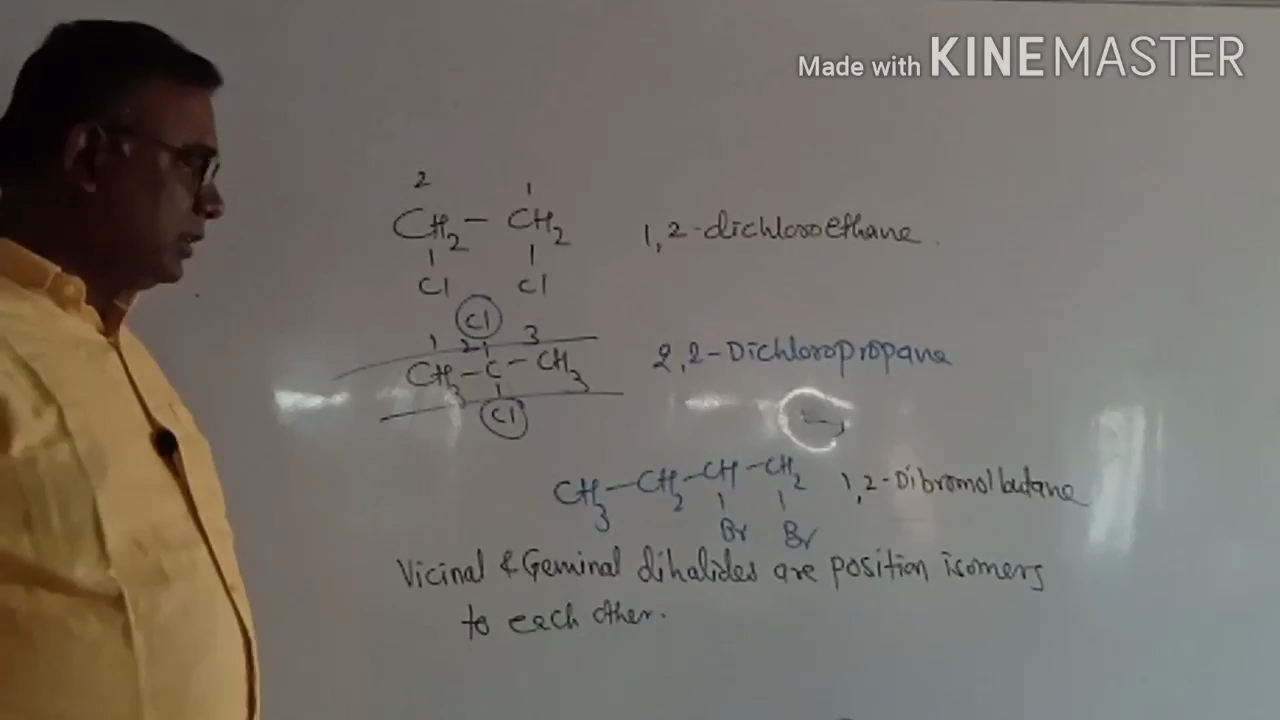 Made with KINEMASTER
2 1
CH₂ – CH₂ 1,2-dichloroethane.
Cl Cl
Cl
1 2 3
CH₃ – C – CH₃ 2,2-Dichloropropane
Cl
CH₃ – CH₂ – CH – CH₂ 1,2-Dibromolbutane
Br Br
Vicinal & Geminal dihalides are position isomers
to each other.